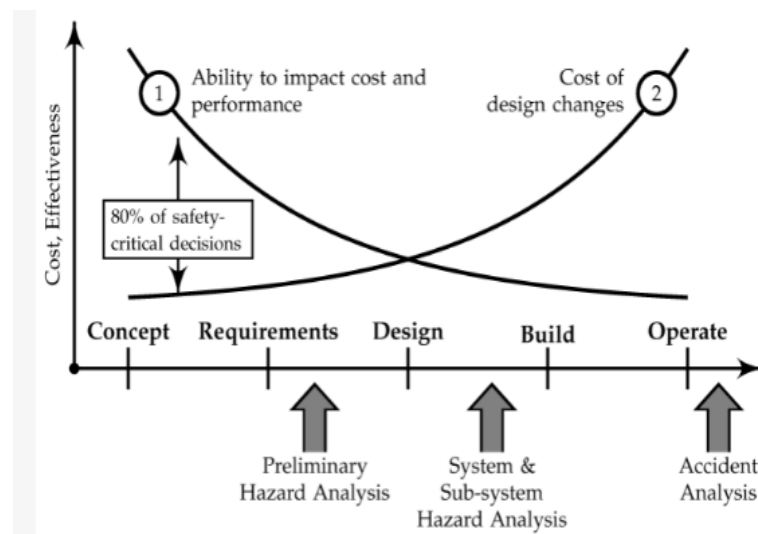 Cost, Effectiveness
1
Ability to impact cost and
performance
Cost of
design changes
2
80% of safety-
critical decisions
Concept
Requirements
Design
Build
Operate
Preliminary
Hazard Analysis
System &
Sub-system
Hazard Analysis
Accident
Analysis